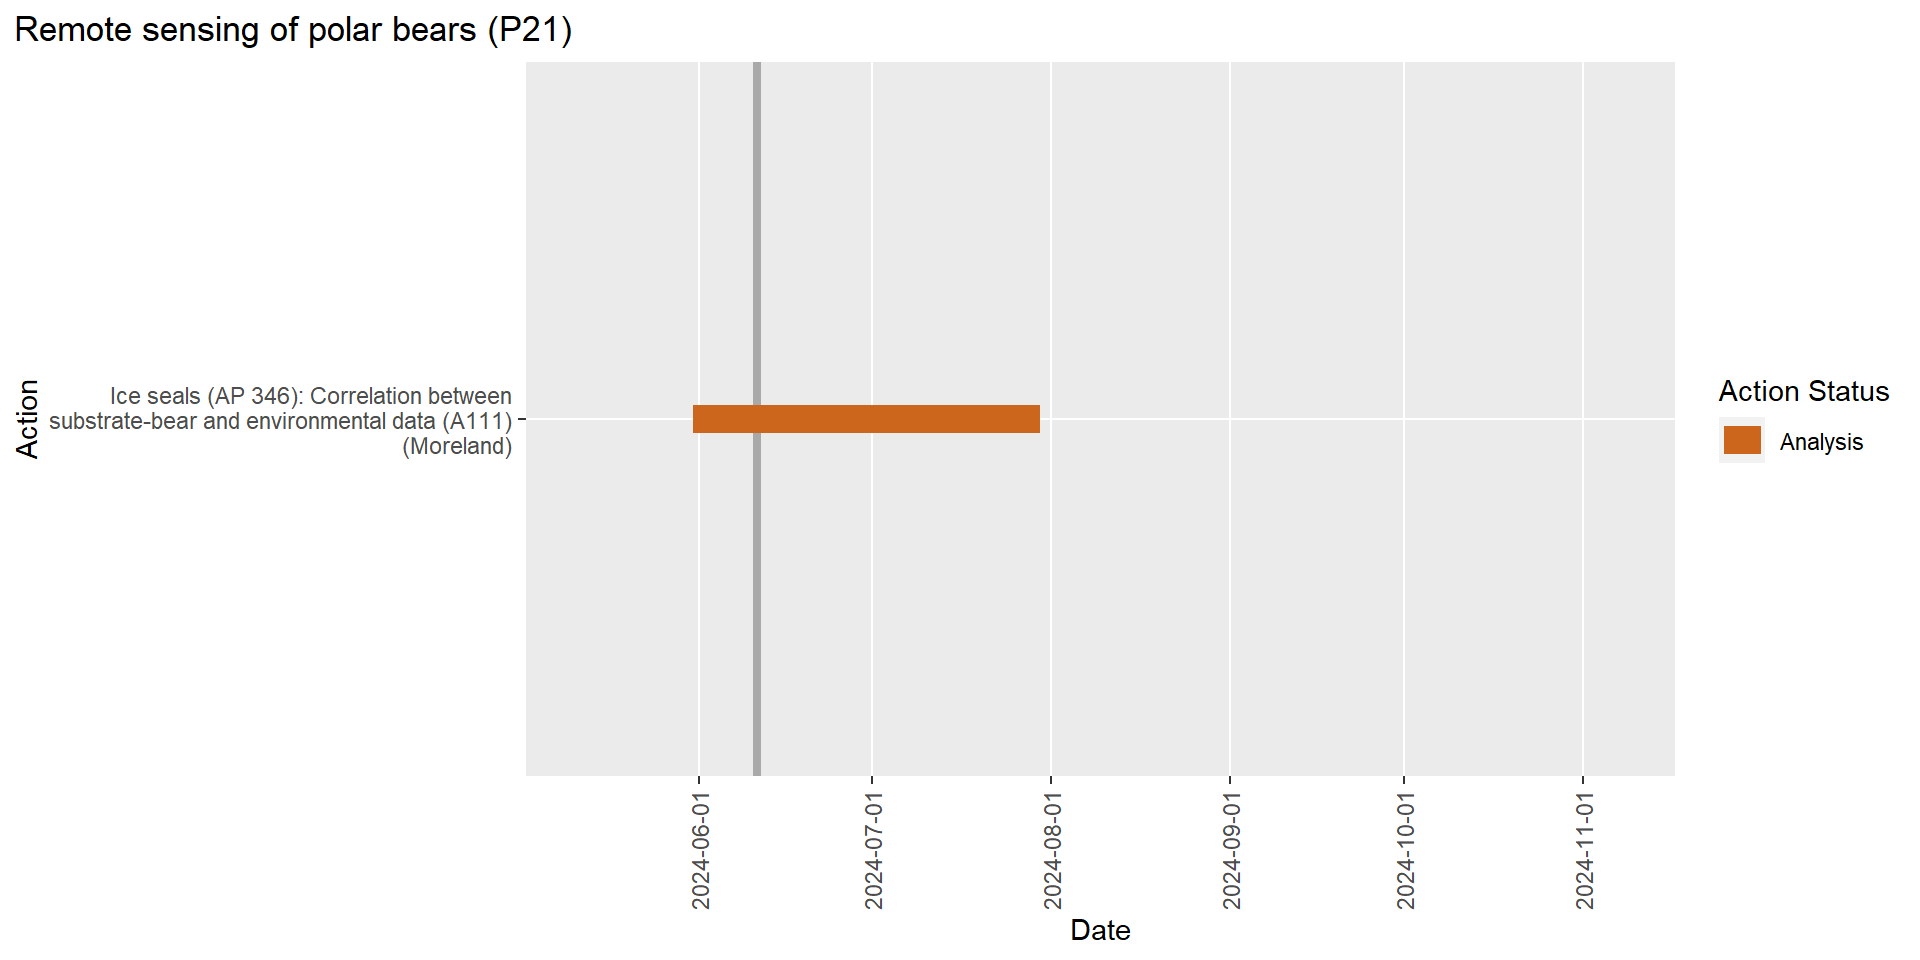 Remote sensing of polar bears (P21)
Action
Ice seals (AP 346): Correlation between
substrate-bear and environmental data (A111)
(Moreland)
2024-06-01
2024-07-01
2024-08-01
2024-09-01
2024-10-01
2024-11-01
Date
Action Status
Analysis